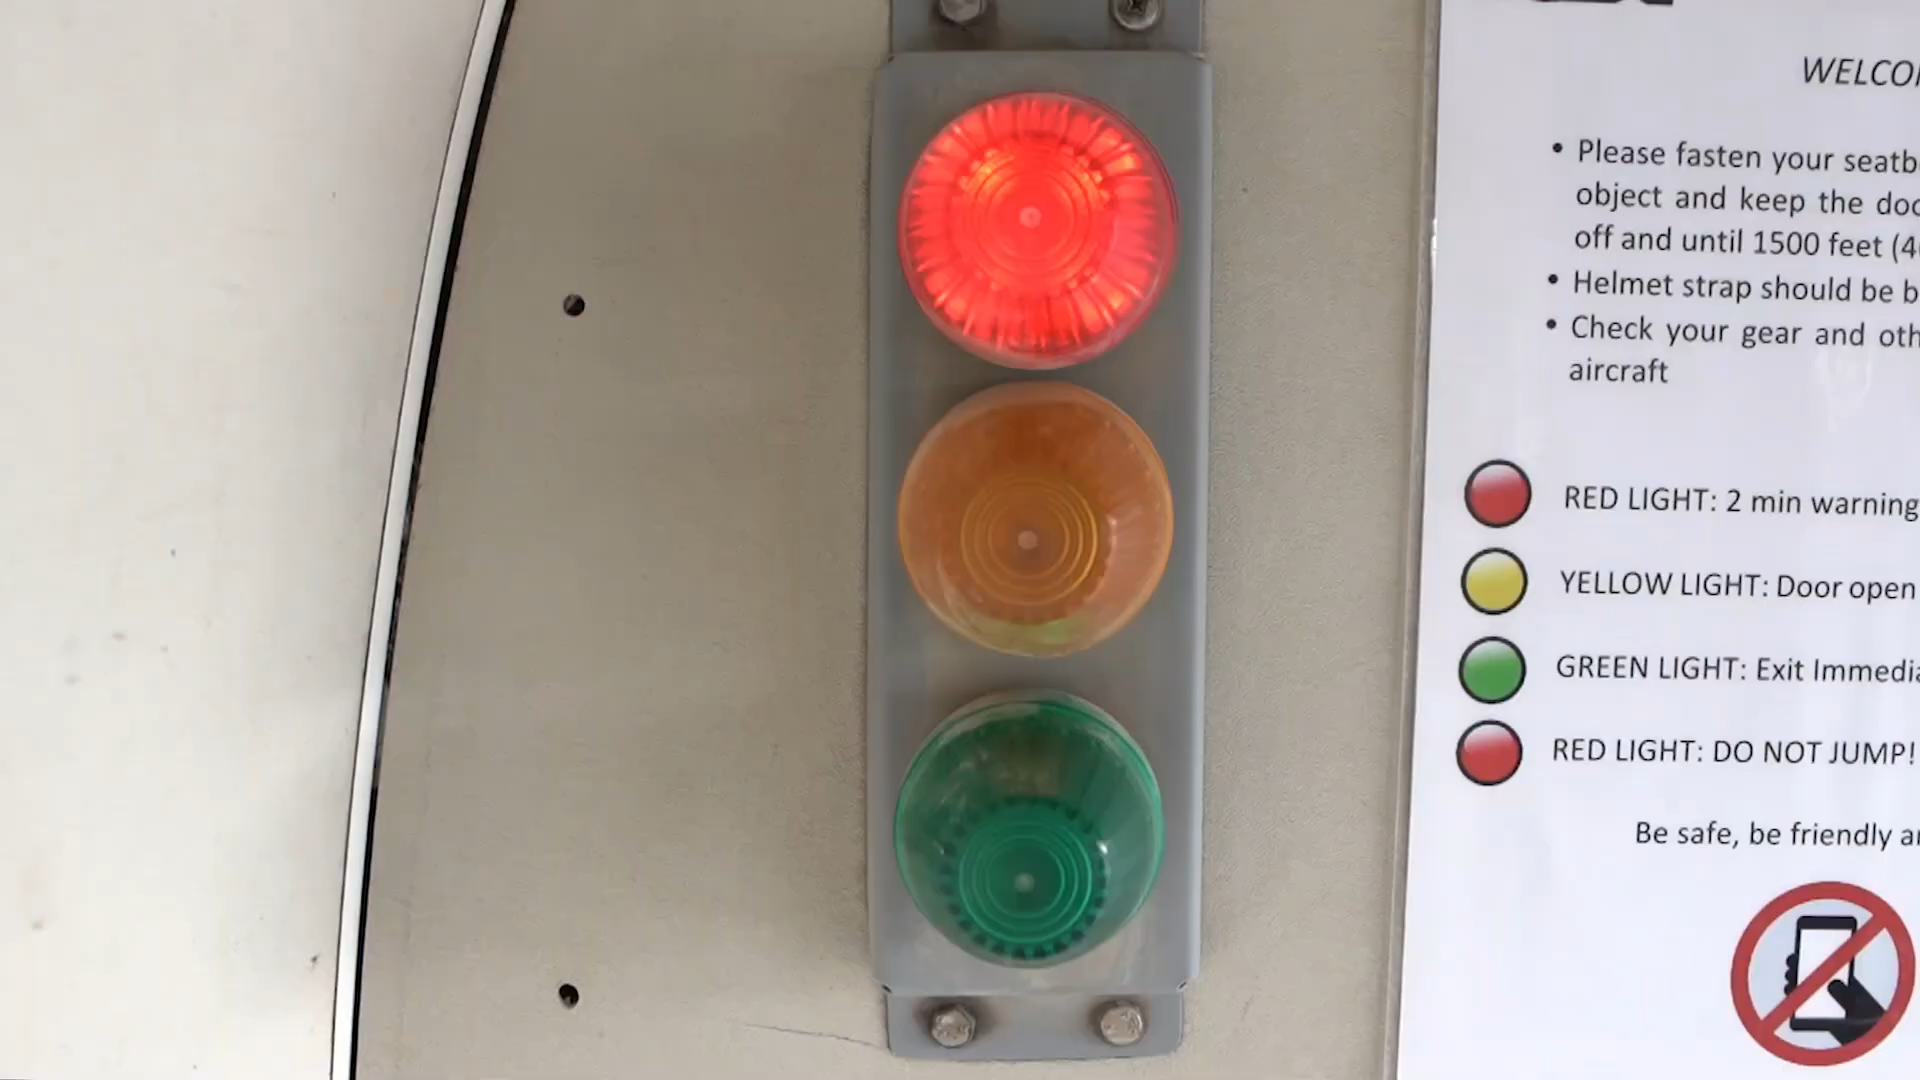 WELCO
• Please fasten your seatb
object and keep the doo
off and until 1500 feet (4
• Helmet strap should be b
• Check your gear and oth
aircraft
RED LIGHT: 2 min warning
YELLOW LIGHT: Door open
GREEN LIGHT: Exit Immedia
RED LIGHT: DO NOT JUMP!
Be safe, be friendly a